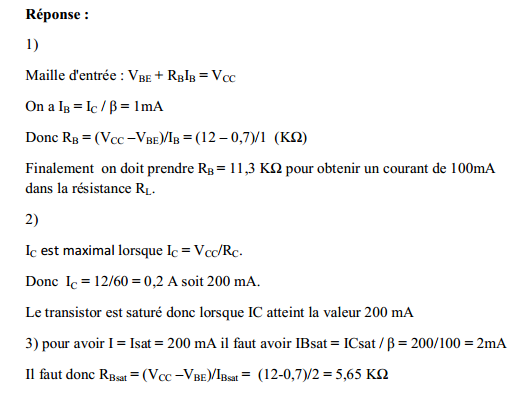 Réponse :
1)
Maille d'entrée : VBE + RBIB = VCC
On a IB = IC / β = 1mA
Donc RB = (VCC –VBE)/IB = (12 – 0,7)/1 (KΩ)
Finalement on doit prendre RB = 11,3 KΩ pour obtenir un courant de 100mA
dans la résistance RL.
2)
IC est maximal lorsque IC = VCC/RC.
Donc IC = 12/60 = 0,2 A soit 200 mA.
Le transistor est saturé donc lorsque IC atteint la valeur 200 mA
3) pour avoir I = Isat = 200 mA il faut avoir IBsat = ICsat / β = 200/100 = 2mA
Il faut donc RBsat = (VCC –VBE)/IBsat = (12-0,7)/2 = 5,65 KΩ